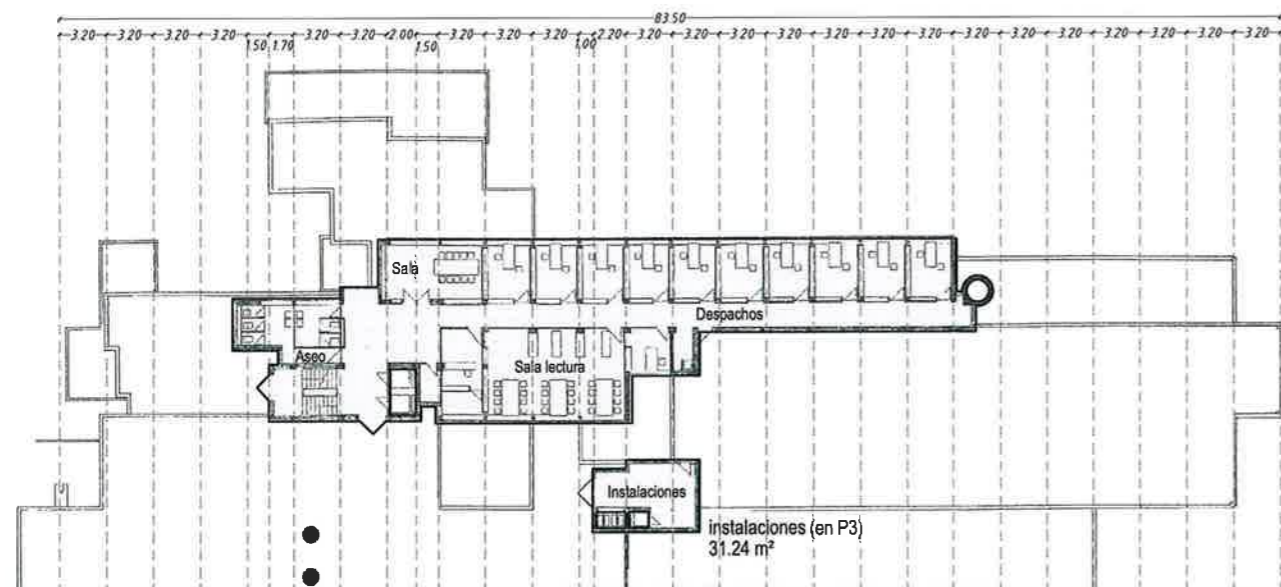 83.50
3.20 3.20 3.20 3.20 3.20 3.20 2.00 3.20 3.20 3.20 2.20 3.20 3.20 3.20 3.20 3.20 3.20 3.20 3.20 3.20 3.20 3.20 3.20 3.20 3.20
1.50 1.70 1.50 1.00
Sala
Despachos
Aseo
Sala lectura
Instalaciones
instalaciones (en P3)
31.24 m²